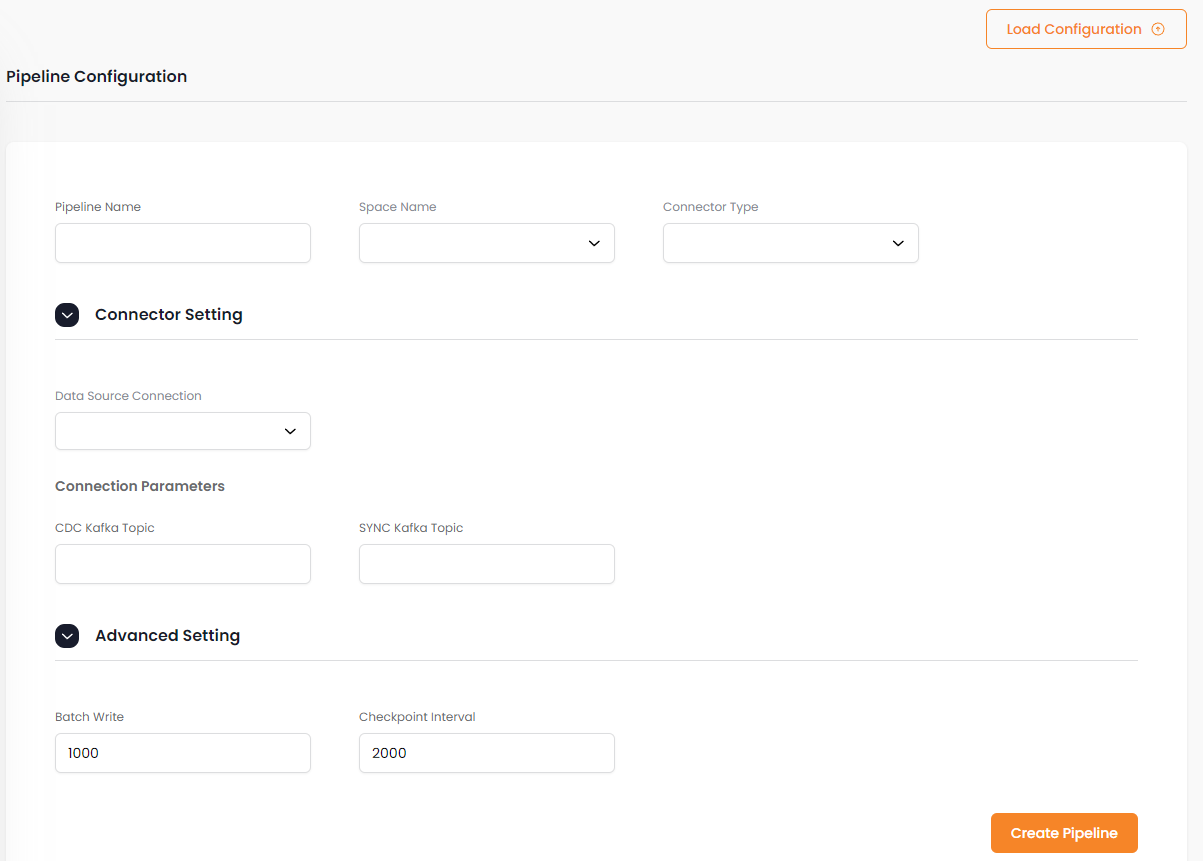 Load Configuration
Pipeline Configuration
Pipeline Name Space Name Connector Type
Connector Setting
Data Source Connection
Connection Parameters
CDC Kafka Topic SYNC Kafka Topic
Advanced Setting
Batch Write Checkpoint Interval
1000 2000
Create Pipeline